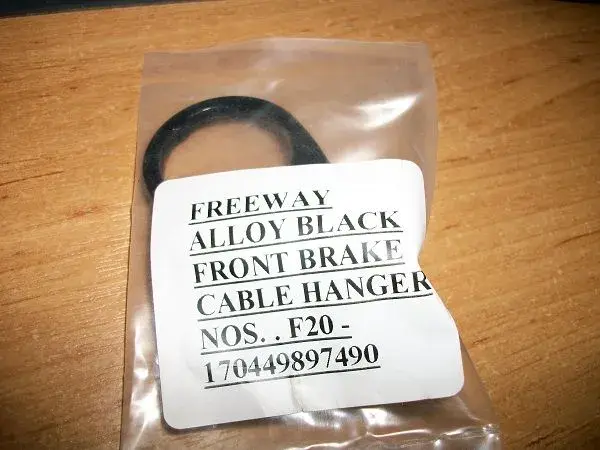 FREEWAY
ALLOY BLACK
FRONT BRAKE
CABLE HANGER
NOS. . F20 -
170449897490